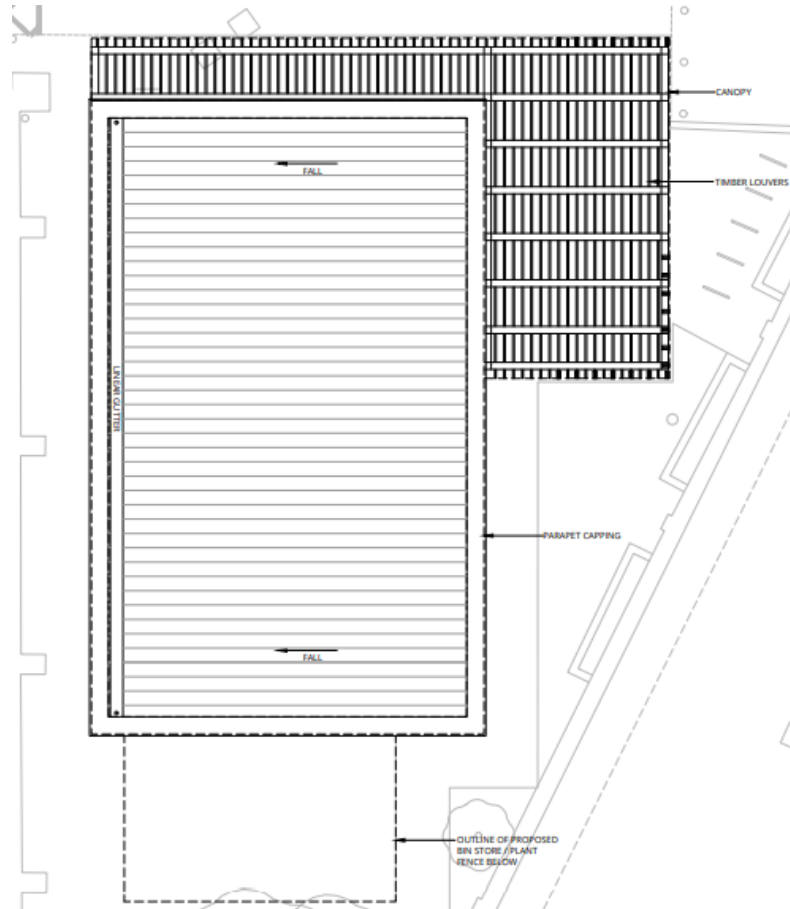 CANOPY
FALL
TIMBER LOUVERS
LINEAR GUTTER
PARAPET CAPPING
FALL
OUTLINE OF PROPOSED
BIN STORE / PLANT
FENCE BELOW